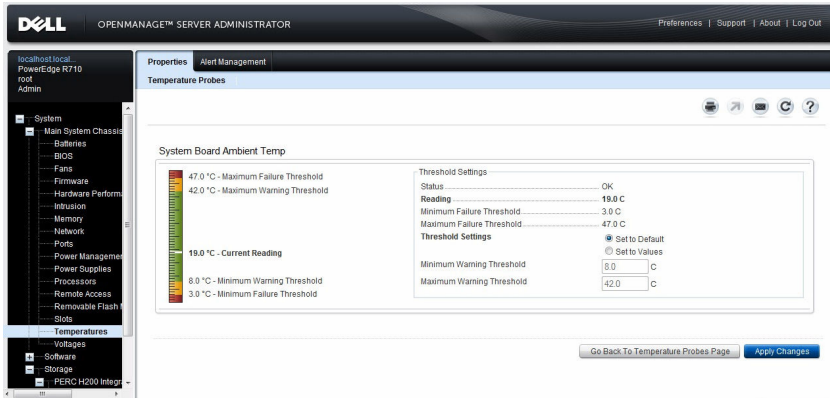 DELL OPENMANAGE™ SERVER ADMINISTRATOR Preferences | Support | About | Log Out
localhost.local...
PowerEdge R710
root
Admin
Properties Alert Management
Temperature Probes
System
Main System Chassis
Batteries
BIOS
Fans
Firmware
Hardware Performa
Intrusion
Memory
Network
Ports
Power Managemen
Power Supplies
Processors
Remote Access
Removable Flash M
Slots
Temperatures
Voltages
Software
Storage
PERC H200 Integra
System Board Ambient Temp
47.0 °C - Maximum Failure Threshold
42.0 °C - Maximum Warning Threshold
19.0 °C - Current Reading
8.0 °C - Minimum Warning Threshold
3.0 °C - Minimum Failure Threshold
Threshold Settings
Status OK
Reading 19.0 C
Minimum Failure Threshold 3.0 C
Maximum Failure Threshold 47.0 C
Threshold Settings Set to Default
Set to Values
Minimum Warning Threshold 8.0 C
Maximum Warning Threshold 42.0 C
Go Back To Temperature Probes Page Apply Changes